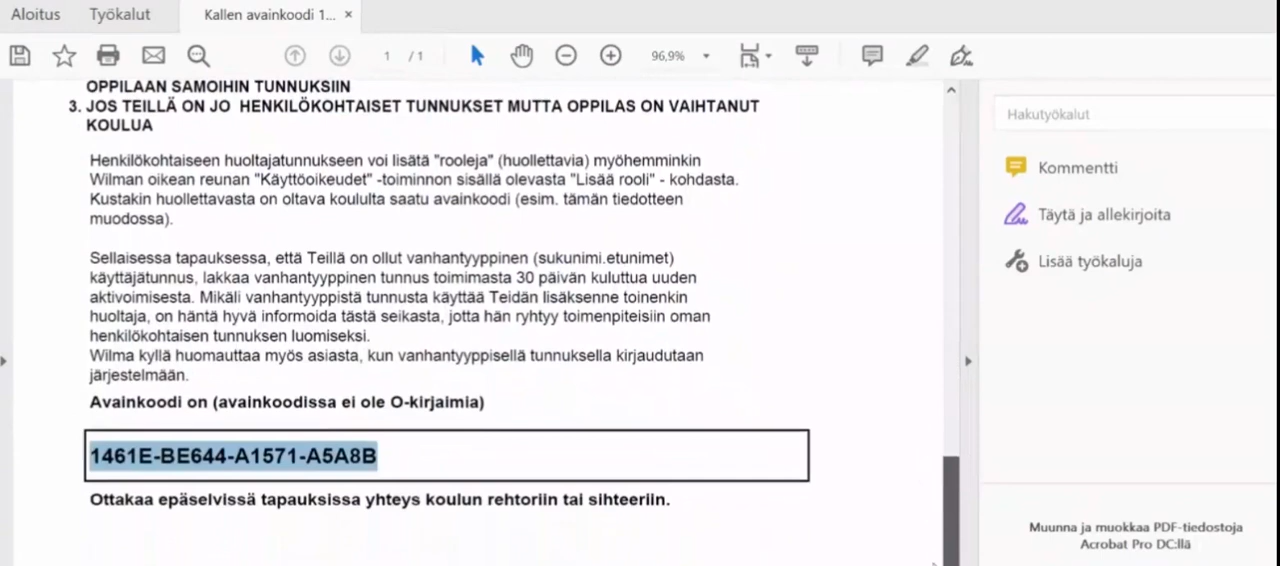 Aloitus Työkalut Kallen avainkoodi 1... ×
1 / 1 96,9%
OPPILAAN SAMOIHIN TUNNUKSIIN
3. JOS TEILLÄ ON JO HENKILÖKOHTAISET TUNNUKSET MUTTA OPPILAS ON VAIHTANUT
KOULUA
Henkilökohtaiseen huoltajatunnukseen voi lisätä "rooleja" (huollettavia) myöhemminkin
Wilman oikean reunan "Käyttöoikeudet" -toiminnon sisällä olevasta "Lisää rooli" - kohdasta.
Kustakin huollettavasta on oltava koululta saatu avainkoodi (esim. tämän tiedotteen
muodossa).
Sellaisessa tapauksessa, että Teillä on ollut vanhantyyppinen (sukunimi.etunimet)
käyttäjätunnus, lakkaa vanhantyyppinen tunnus toimimasta 30 päivän kuluttua uuden
aktivoimisesta. Mikäli vanhantyyppistä tunnusta käyttää Teidän lisäksenne toinenkin
huoltaja, on häntä hyvä informoida tästä seikasta, jotta hän ryhtyy toimenpiteisiin oman
henkilökohtaisen tunnuksen luomiseksi.
Wilma kyllä huomauttaa myös asiasta, kun vanhantyyppisellä tunnuksella kirjaudutaan
järjestelmään.
Avainkoodi on (avainkoodissa ei ole O-kirjaimia)
1461E-BE644-A1571-A5A8B
Ottakaa epäselvissä tapauksissa yhteys koulun rehtoriin tai sihteeriin.
Hakutyökalut
Kommentti
Täytä ja allekirjoita
Lisää työkaluja
Muunna ja muokkaa PDF-tiedostoja
Acrobat Pro DC:llä